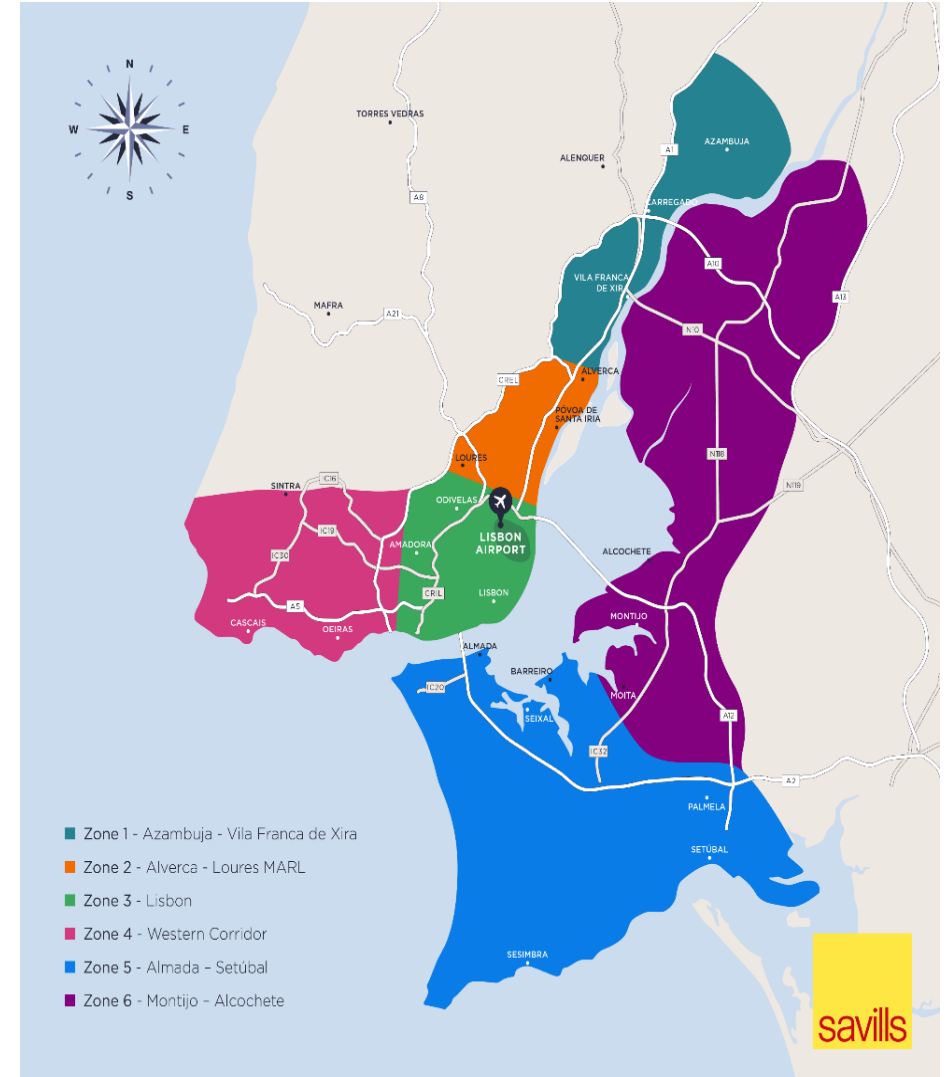 N
W
E
S
TORRES VEDRAS
ALENQUER
A1
AZAMBUJA
A8
CARREGADO
VILA FRANCA
DE XIR
A10
A13
MAFRA
A21
N10
CREL
ALVERCA
PÓVOA DE
SANTA IRIA
LOURES
N118
N119
SINTRA
IC16
ODIVELAS
LISBON
AIRPORT
IC19
AMADORA
ALCOCHETE
IC30
CRIL
LISBON
A5
CASCAIS
OEIRAS
MONTIJO
ALMADA
BARREIRO
IC20
MOITA
SEIXAL
A12
IC32
A2
PALMELA
SETÚBAL
SESIMBRA
Zone 1 - Azambuja - Vila Franca de Xira
Zone 2 - Alverca - Loures MARL
Zone 3 - Lisbon
Zone 4 - Western Corridor
Zone 5 - Almada – Setúbal
Zone 6 - Montijo – Alcochete
savills